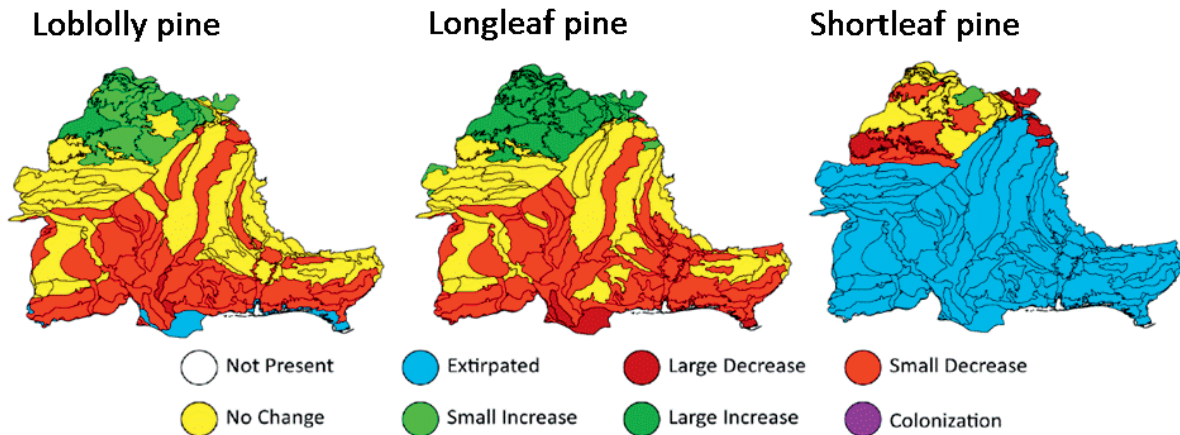 Loblolly pine Longleaf pine Shortleaf pine
Not Present Extirpated Large Decrease Small Decrease
No Change Small Increase Large Increase Colonization